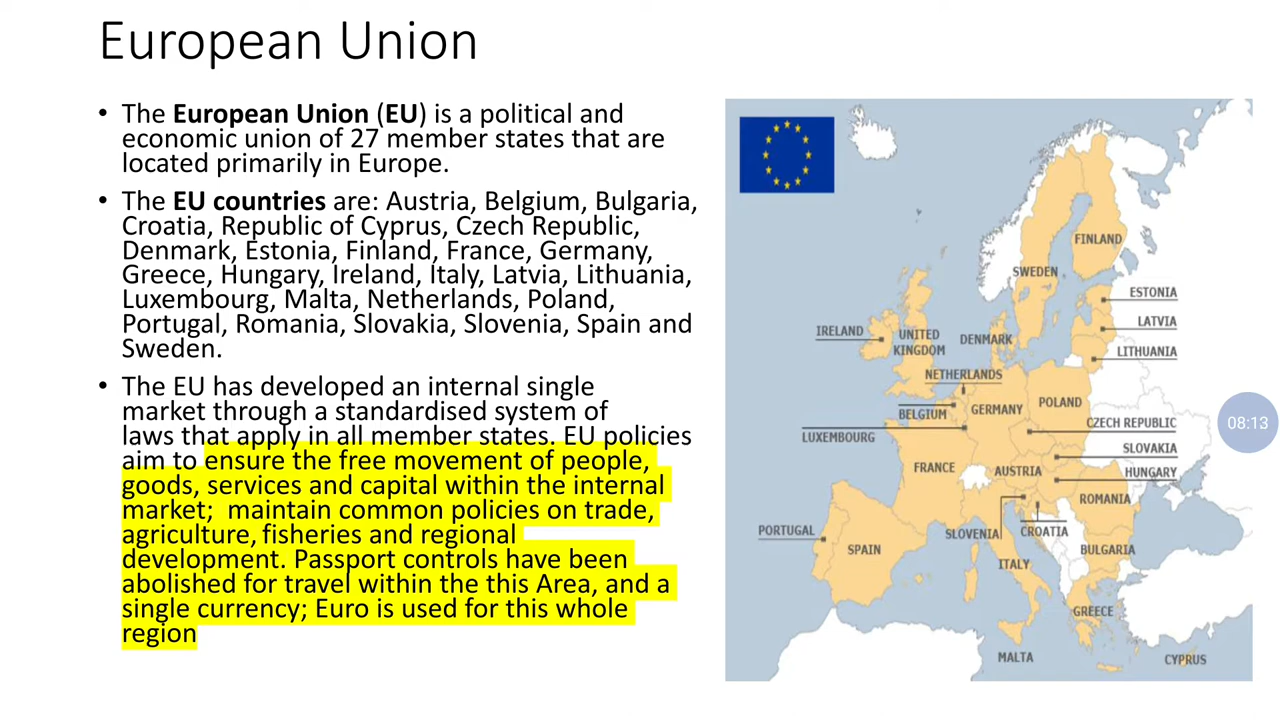 European Union
• The European Union (EU) is a political and
economic union of 27 member states that are
located primarily in Europe.
• The EU countries are: Austria, Belgium, Bulgaria,
Croatia, Republic of Cyprus, Czech Republic,
Denmark, Estonia, Finland, France, Germany,
Greece, Hungary, Ireland, Italy, Latvia, Lithuania,
Luxembourg, Malta, Netherlands, Poland,
Portugal, Romania, Slovakia, Slovenia, Spain and
Sweden.
• The EU has developed an internal single
market through a standardised system of
laws that apply in all member states. EU policies
aim to ensure the free movement of people,
goods, services and capital within the internal
market;  maintain common policies on trade,
agriculture, fisheries and regional
development. Passport controls have been
abolished for travel within the this Area, and a
single currency; Euro is used for this whole
region
FINLAND
SWEDEN
ESTONIA
LATVIA
IRELAND
UNITED
KINGDOM
DENMARK
LITHUANIA
NETHERLANDS
POLAND
BELGIUM
GERMANY
CZECH REPUBLIC
LUXEMBOURG
SLOVAKIA
FRANCE
AUSTRIA
HUNGARY
ROMANIA
PORTUGAL
SLOVENIA
CROATIA
SPAIN
BULGARIA
ITALY
GREECE
MALTA
CYPRUS
08:13